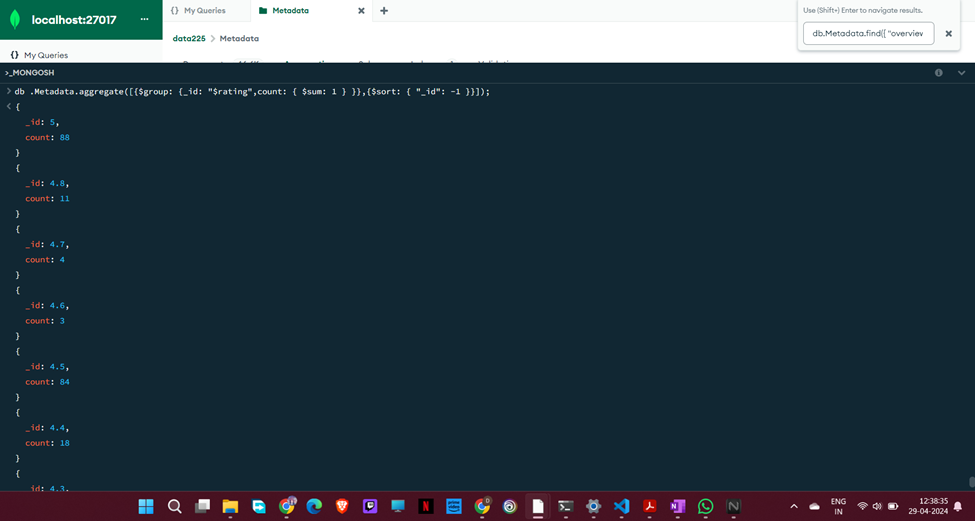 localhost:27017
...
{} My Queries
Metadata
data225 > Metadata
Use (Shift+) Enter to navigate results.
db.Metadata.find({ "overview
{} My Queries
>_MONGOSH
> db .Metadata.aggregate([{$group: {_id: "$rating",count: { $sum: 1 } }},{$sort: { "_id": -1 }}]);
< {
_id: 5,
count: 88
}
{
_id: 4.8,
count: 11
}
{
_id: 4.7,
count: 4
}
{
_id: 4.6,
count: 3
}
{
_id: 4.5,
count: 84
}
{
_id: 4.4,
count: 18
}
{
_id: 4.3,
ENG
IN
12:38:35
29-04-2024